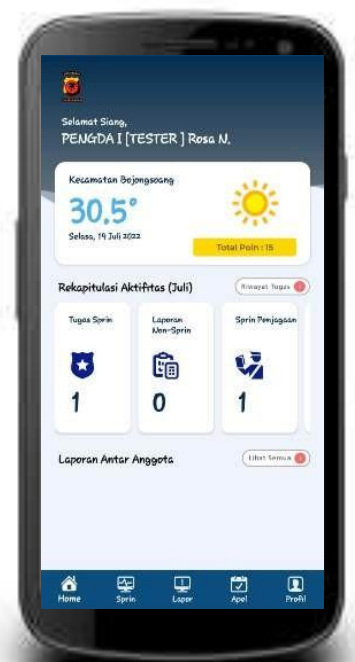 Selamat Siang,
PENGDA I [TESTER ] Rosa N.
Kecamatan Bojongsoang
30.5°
Selasa, 19 Juli 2022
Total Poin : 15
Rekapitulasi Aktifitas (Juli)
Riwayat Tugas
Tugas Sprin
Laporan
Non-Sprin
Sprin Penjagaan
1
0
1
Laporan Antar Anggota
Lihat Semua
Home
Sprin
Lapor
Apel
Profil